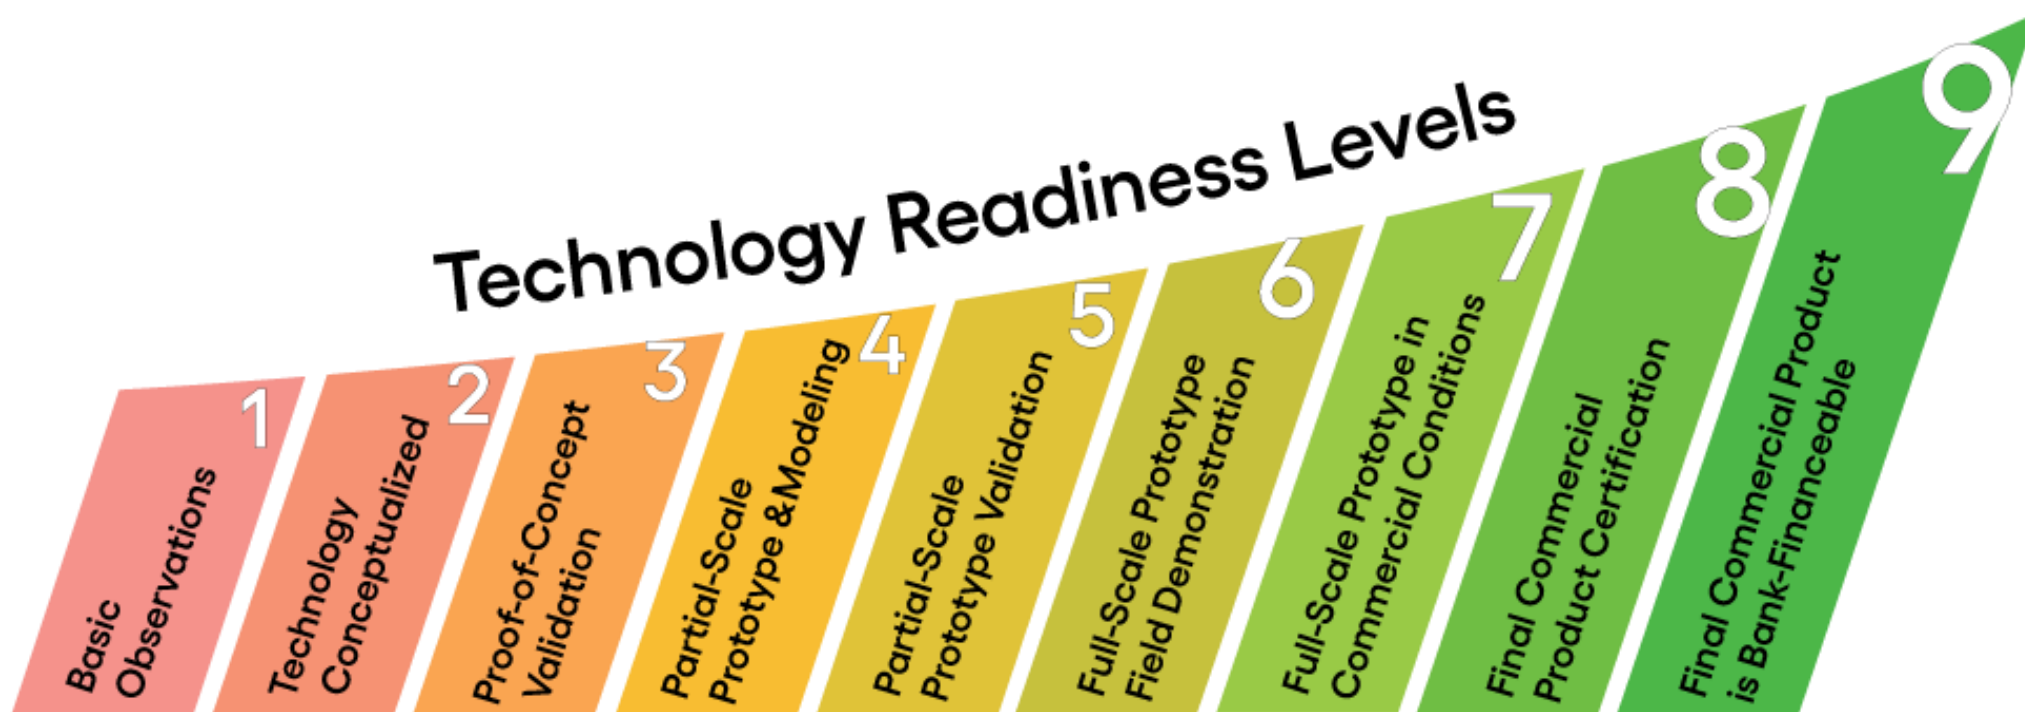 Technology Readiness Levels
1
Basic
Observations
2
Technology
Conceptualized
3
Proof-of-Concept
Validation
4
Partial-Scale
Prototype & Modeling
5
Partial-Scale
Prototype Validation
6
Full-Scale Prototype
Field Demonstration
7
Full-Scale Prototype in
Commercial Conditions
8
Final Commercial
Product Certification
9
Final Commercial Product
is Bank-Financeable